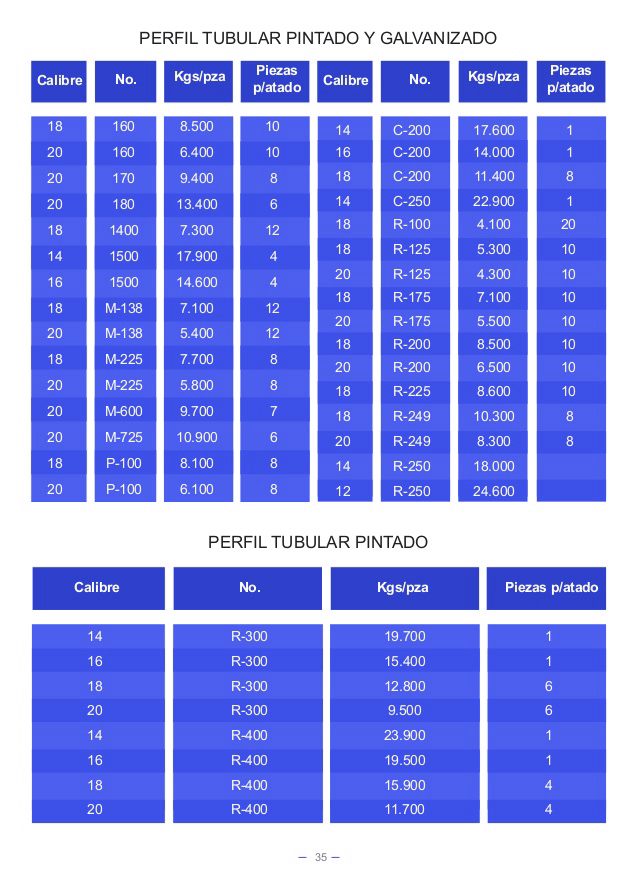 PERFIL TUBULAR PINTADO Y GALVANIZADO
Calibre No. Kgs/pza Piezas p/atado Calibre No. Kgs/pza Piezas p/atado
18 160 8.500 10 14 C-200 17.600 1
20 160 6.400 10 16 C-200 14.000 1
20 170 9.400 8 18 C-200 11.400 8
20 180 13.400 6 14 C-250 22.900 1
18 1400 7.300 12 18 R-100 4.100 20
14 1500 17.900 4 18 R-125 5.300 10
16 1500 14.600 4 20 R-125 4.300 10
18 M-138 7.100 12 18 R-175 7.100 10
20 M-138 5.400 12 20 R-175 5.500 10
18 M-225 7.700 8 18 R-200 8.500 10
20 M-225 5.800 8 20 R-200 6.500 10
20 M-600 9.700 7 18 R-225 8.600 10
20 M-725 10.900 6 18 R-249 10.300 8
18 P-100 8.100 8 20 R-249 8.300 8
20 P-100 6.100 8 14 R-250 18.000
12 R-250 24.600
PERFIL TUBULAR PINTADO
Calibre No. Kgs/pza Piezas p/atado
14 R-300 19.700 1
16 R-300 15.400 1
18 R-300 12.800 6
20 R-300 9.500 6
14 R-400 23.900 1
16 R-400 19.500 1
18 R-400 15.900 4
20 R-400 11.700 4
— 35 —